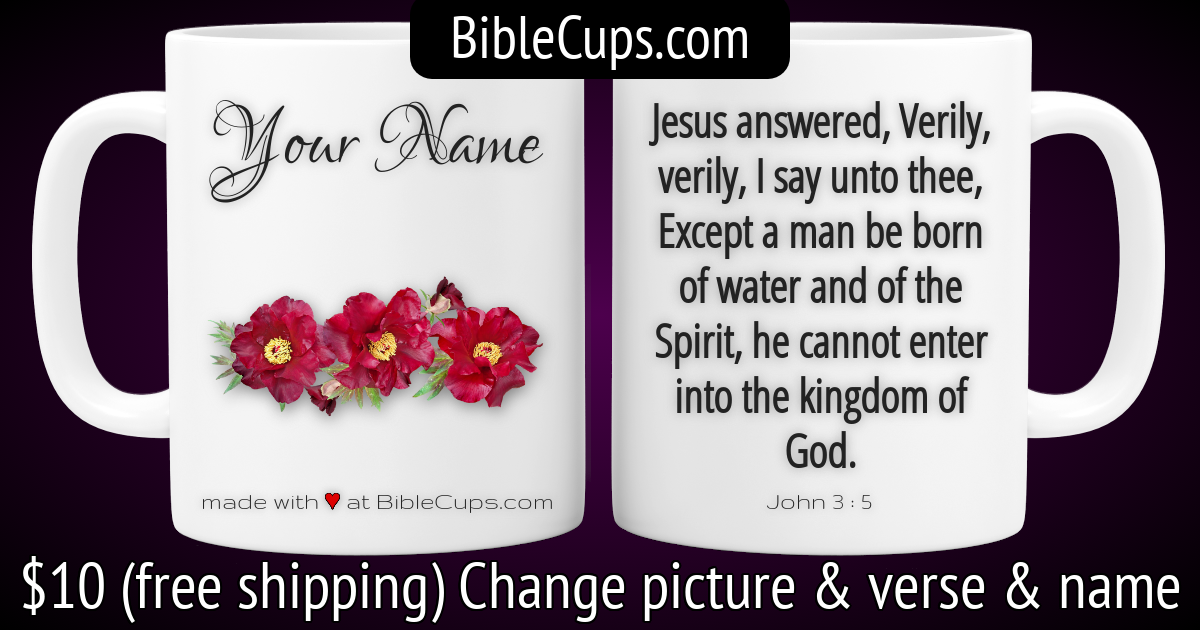 BibleCups.com
Your Name
made with ♥ at BibleCups.com
Jesus answered, Verily,
verily, I say unto thee,
Except a man be born
of water and of the
Spirit, he cannot enter
into the kingdom of
God.
John 3 : 5
$10 (free shipping) Change picture & verse & name